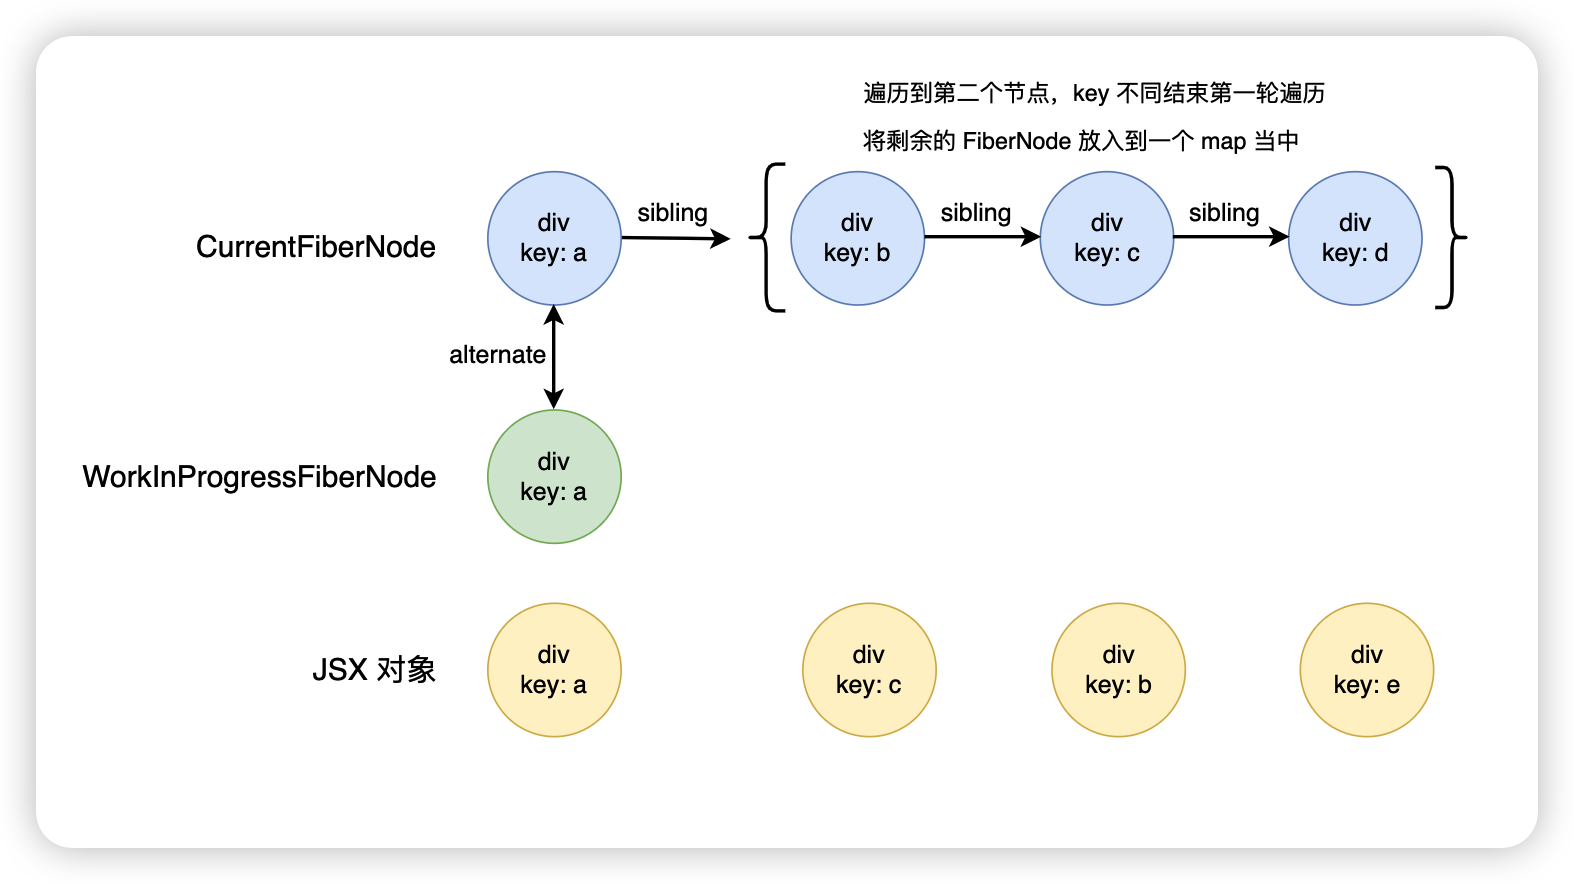 遍历到第二个节点，key 不同结束第一轮遍历
将剩余的 FiberNode 放入到一个 map 当中
CurrentFiberNode
div
key: a
sibling
div
key: b
sibling
div
key: c
sibling
div
key: d
alternate
WorkInProgressFiberNode
div
key: a
JSX 对象
div
key: a
div
key: c
div
key: b
div
key: e